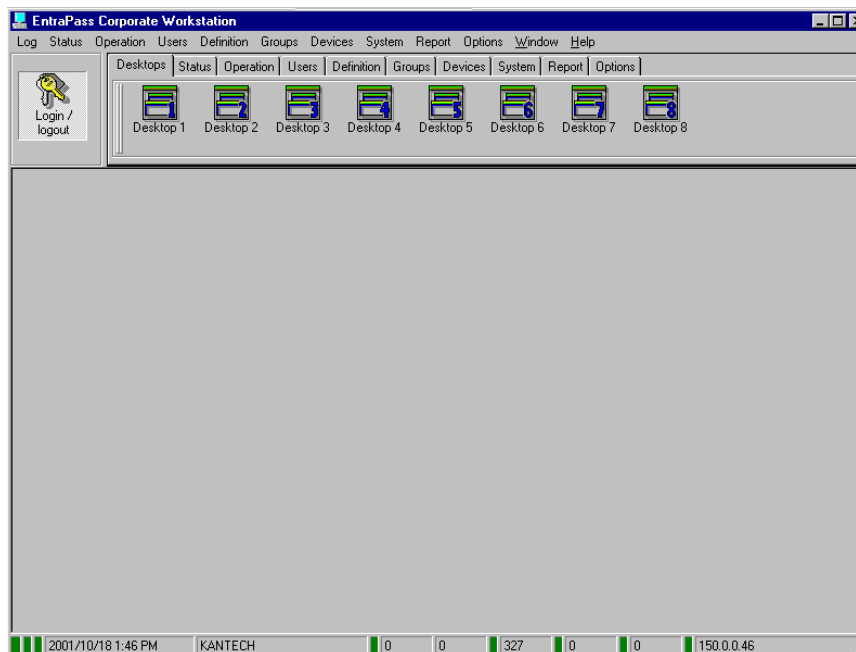 EntraPass Corporate Workstation
Log Status Operation Users Definition Groups Devices System Report Options Window Help
Desktops Status Operation Users Definition Groups Devices System Report Options
Login /
logout
1 2 3 4 5 6 7 8
Desktop 1 Desktop 2 Desktop 3 Desktop 4 Desktop 5 Desktop 6 Desktop 7 Desktop 8
2001/10/18 1:46 PM KANTECH 0 0 327 0 0 150.0.0.46